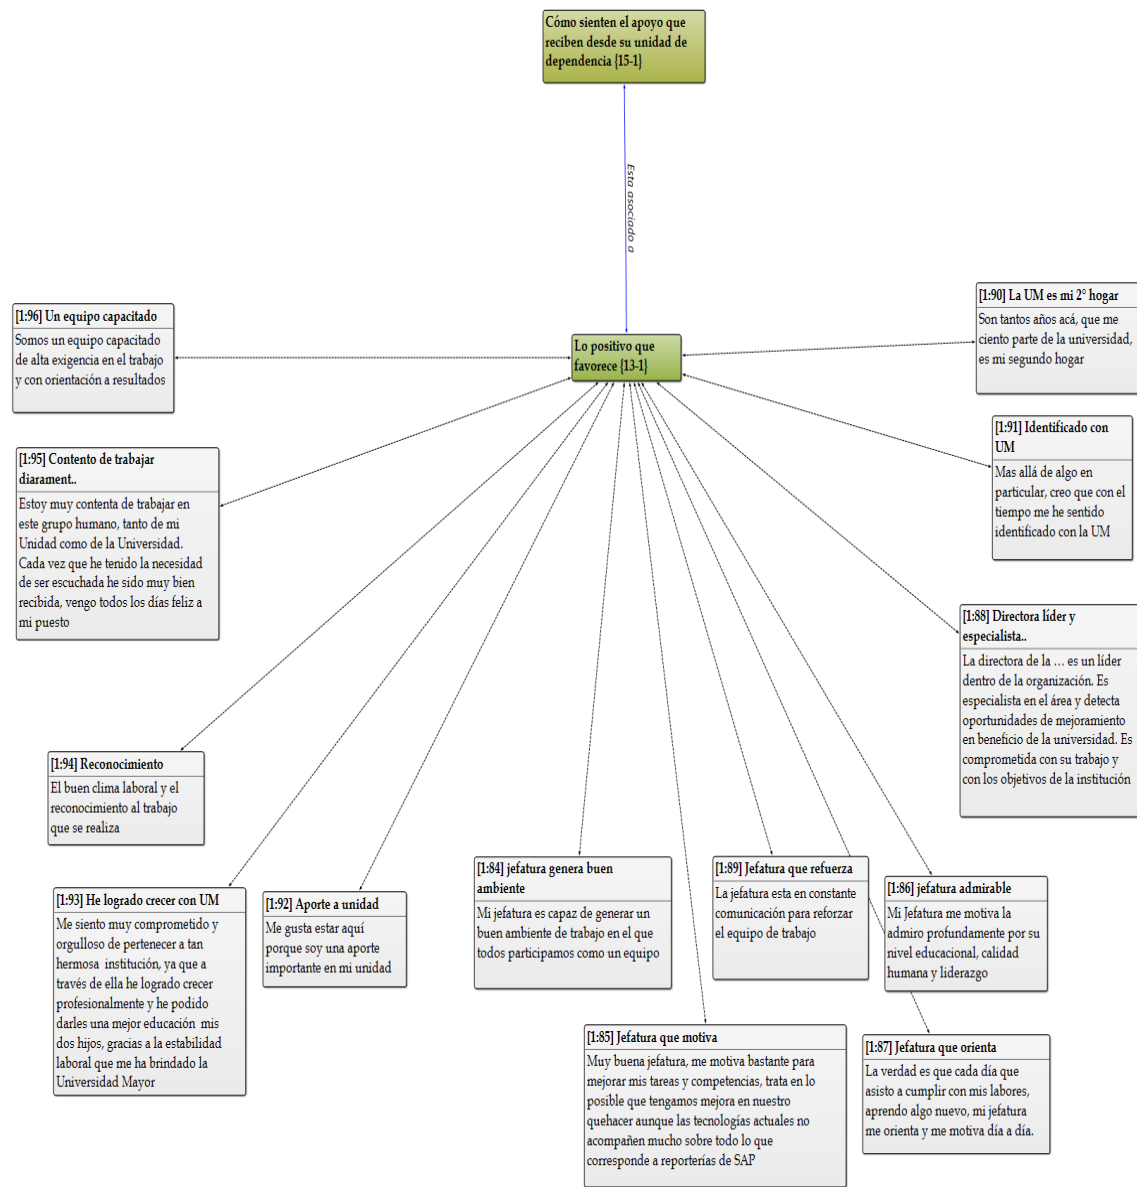 Cómo sienten el apoyo que
reciben desde su unidad de
dependencia {15-1}
Esta asociado a
Lo positivo que
favorece {13-1}
[1:96] Un equipo capacitado
Somos un equipo capacitado
de alta exigencia en el trabajo
y con orientación a resultados
[1:90] La UM es mi 2° hogar
Son tantos años acá, que me
ciento parte de la universidad,
es mi segundo hogar
[1:91] Identificado con
UM
Mas allá de algo en
particular, creo que con el
tiempo me he sentido
identificado con la UM
[1:95] Contento de trabajar
diarament..
Estoy muy contenta de trabajar en
este grupo humano, tanto de mi
Unidad como de la Universidad.
Cada vez que he tenido la necesidad
de ser escuchada he sido muy bien
recibida, vengo todos los días feliz a
mi puesto
[1:88] Directora líder y
especialista..
La directora de la ... es un líder
dentro de la organización. Es
especialista en el área y detecta
oportunidades de mejoramiento
en beneficio de la universidad. Es
comprometida con su trabajo y
con los objetivos de la institución
[1:94] Reconocimiento
El buen clima laboral y el
reconocimiento al trabajo
que se realiza
[1:93] He logrado crecer con UM
Me siento muy comprometido y
orgulloso de pertenecer a tan
hermosa institución, ya que a
través de ella he logrado crecer
profesionalmente y he podido
darles una mejor educación mis
dos hijos, gracias a la estabilidad
laboral que me ha brindado la
Universidad Mayor
[1:92] Aporte a unidad
Me gusta estar aquí
porque soy una aporte
importante en mi unidad
[1:84] jefatura genera buen
ambiente
Mi jefatura es capaz de generar un
buen ambiente de trabajo en el que
todos participamos como un equipo
[1:89] Jefatura que refuerza
La jefatura esta en constante
comunicación para reforzar
el equipo de trabajo
[1:86] jefatura admirable
Mi Jefatura me motiva la
admiro profundamente por su
nivel educacional, calidad
humana y liderazgo
[1:85] Jefatura que motiva
Muy buena jefatura, me motiva bastante para
mejorar mis tareas y competencias, trata en lo
posible que tengamos mejora en nuestro
quehacer aunque las tecnologías actuales no
acompañen mucho sobre todo lo que
corresponde a reporterías de SAP
[1:87] Jefatura que orienta
La verdad es que cada día que
asisto a cumplir con mis labores,
aprendo algo nuevo, mi jefatura
me orienta y me motiva día a día.